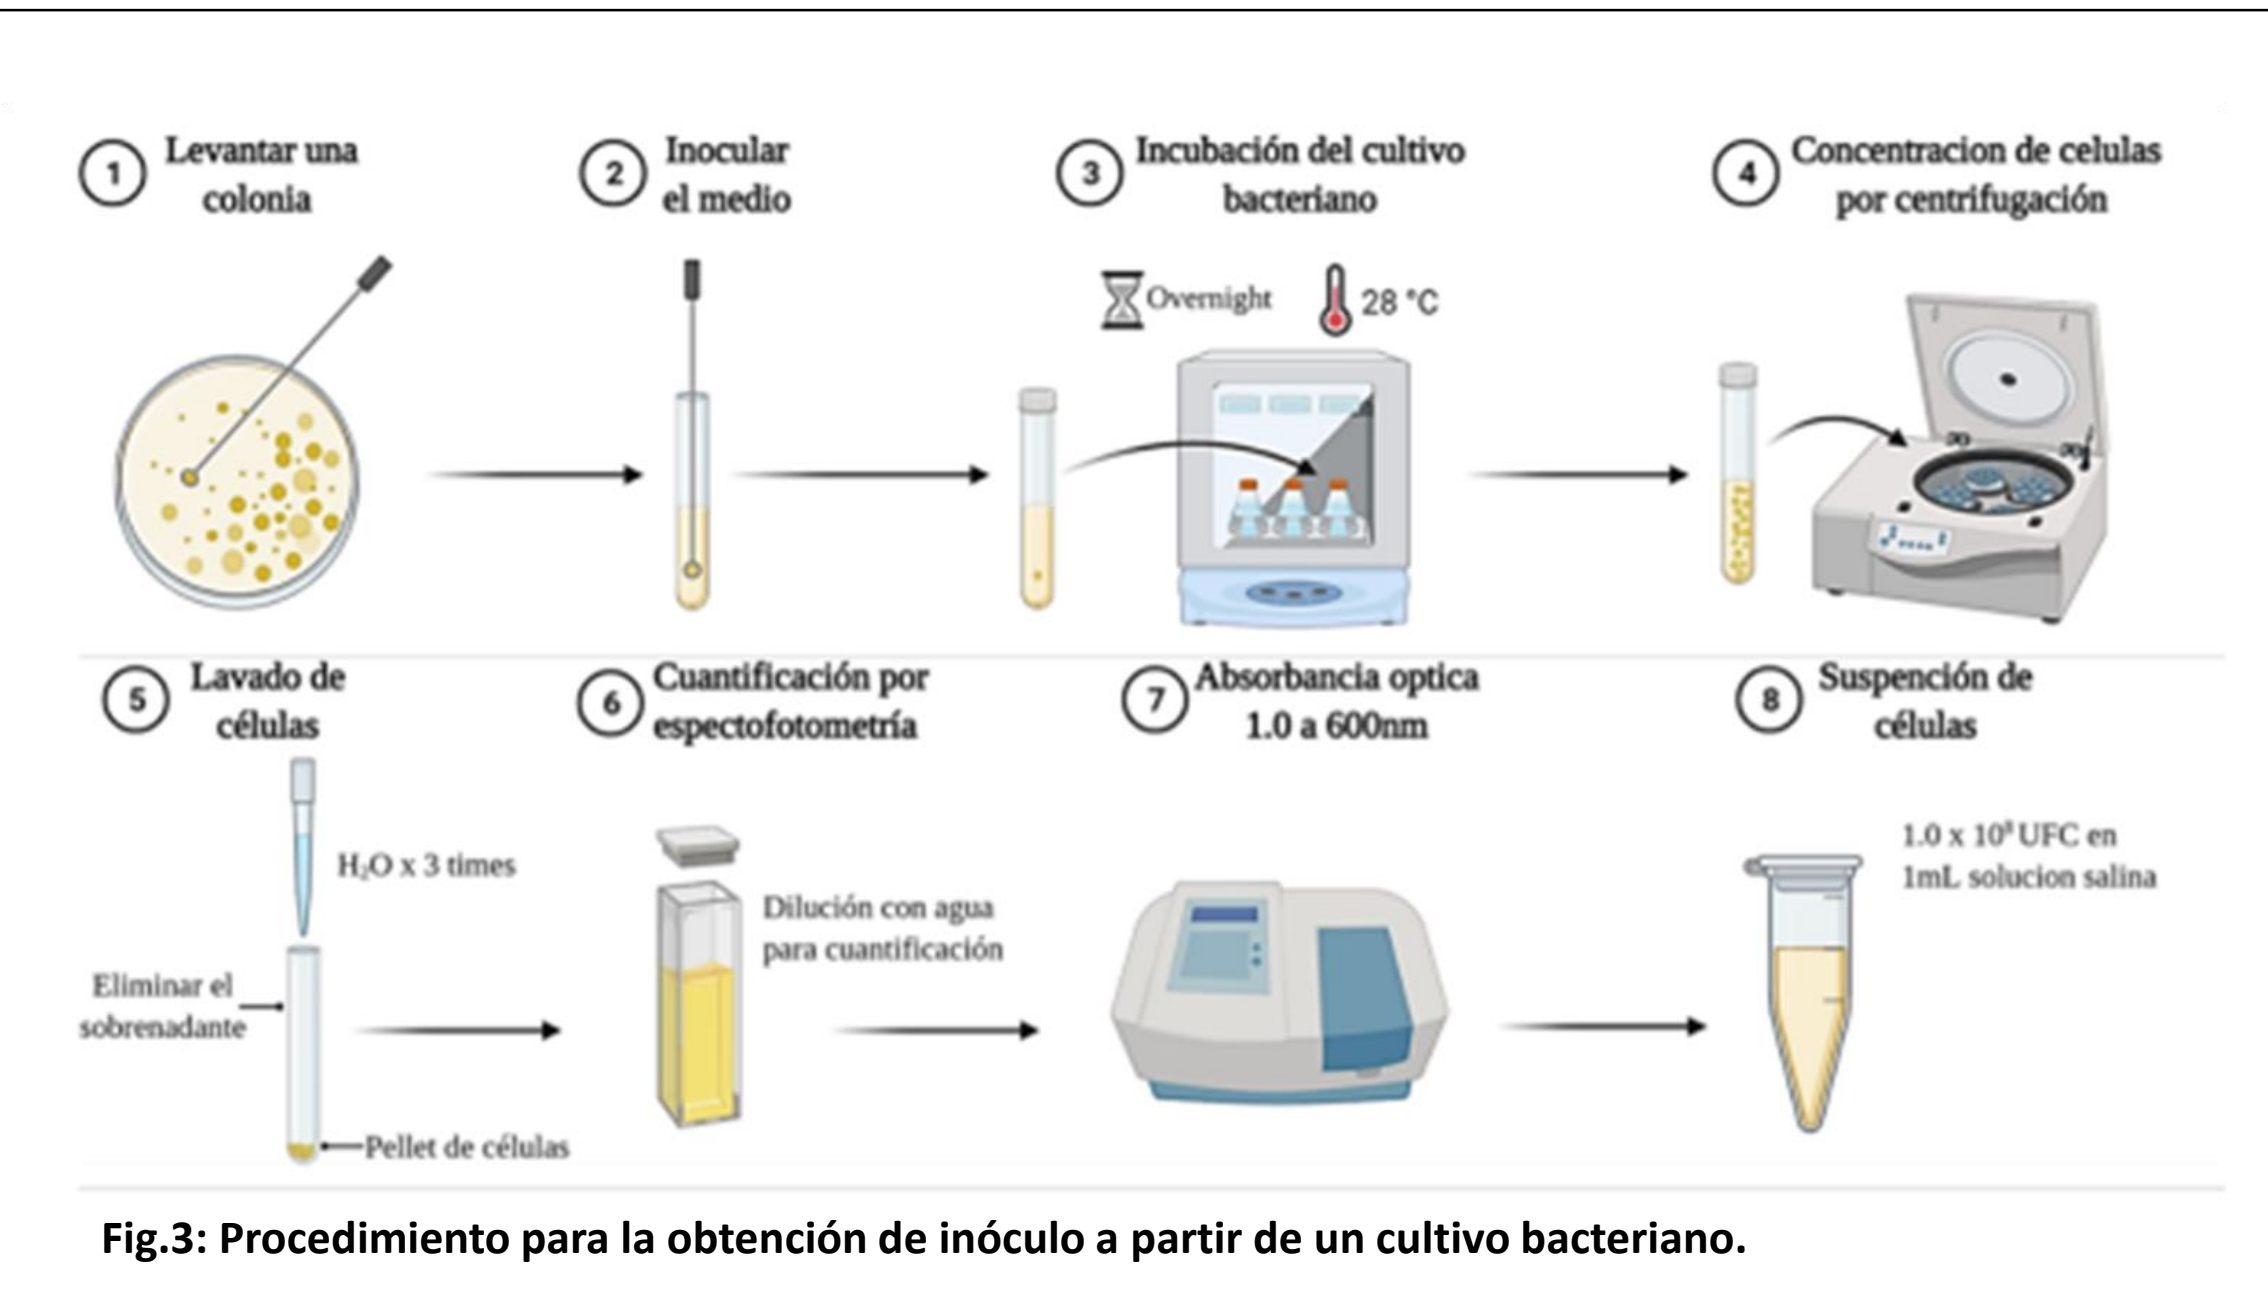 1 Levantar una
colonia
2 Inocular
el medio
3 Incubación del cultivo
bacteriano
Overnight 28 °C
4 Concentracion de celulas
por centrifugación
5 Lavado de
células
H₂O x 3 times
Eliminar el
sobrenadante
Pellet de células
6 Cuantificación por
espectofotometría
Dilución con agua
para cuantificación
7 Absorbancia optica
1.0 a 600nm
8 Suspención de
células
1.0 x 10⁸ UFC en
1mL solucion salina
Fig.3: Procedimiento para la obtención de inóculo a partir de un cultivo bacteriano.